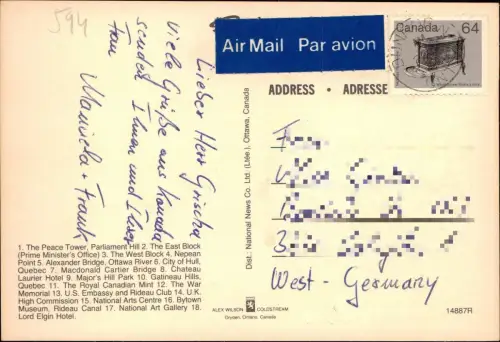 594
Lieber Herr Grischa
viele Grüße aus Kanada
sendet Ihnen und Ihrer
Frau
Manuela + Frank
Air Mail Par avion
Canada 64
ADDRESS • ADRESSE
West - Germany
1. The Peace Tower, Parliament Hill 2. The East Block
(Prime Minister's Office) 3. The West Block 4. Nepean
Point 5. Alexander Bridge, Ottawa River 6. City of Hull,
Quebec 7. Macdonald Cartier Bridge 8. Chateau
Laurier Hotel 9. Major's Hill Park 10. Gatineau Hills,
Quebec 11. The Royal Canadian Mint 12. The War
Memorial 13. U.S. Embassy and Rideau Club 14. U.K.
High Commission 15. National Arts Centre 16. Bytown
Museum, Rideau Canal 17. National Art Gallery 18.
Lord Elgin Hotel.
Dist.: National News Co. Ltd. (Ltée.), Ottawa, Canada
ALEX WILSON COLDSTREAM
Dryden, Ontario, Canada
14887R